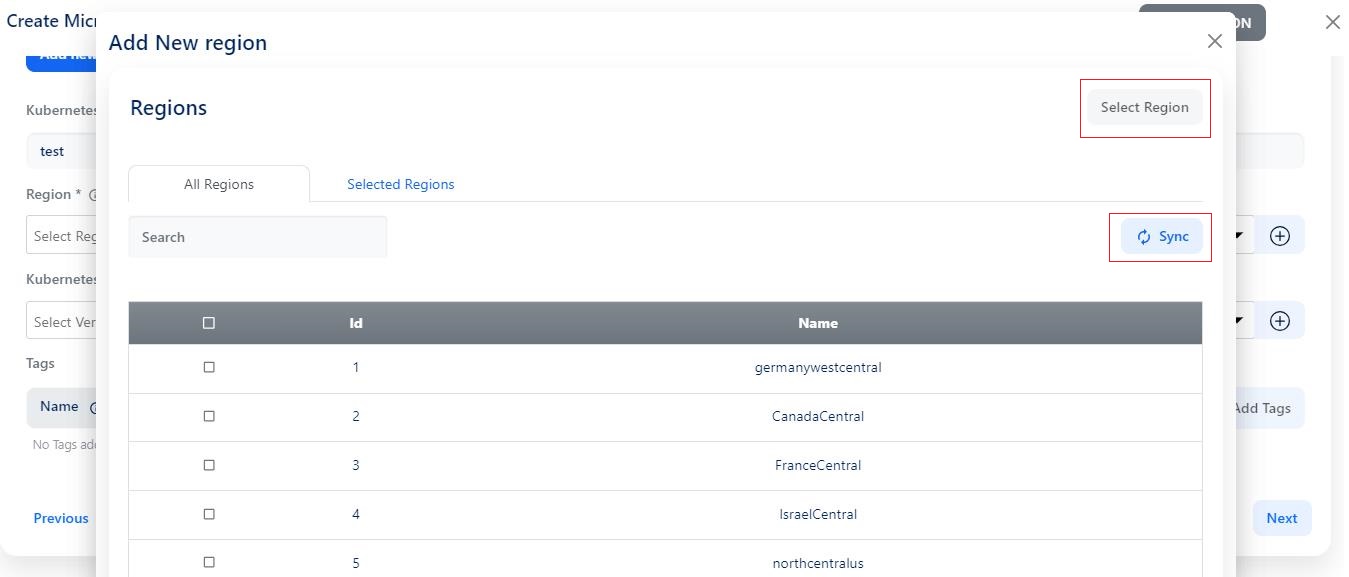 Create Micr
ON
Add New region
Add new
Regions
Select Region
Kubernetes
test
All Regions
Selected Regions
Region *
Search
Sync
Select Reg
Kubernetes
Select Ver
Id
Name
1
germanywestcentral
Tags
2
CanadaCentral
Name
Add Tags
No Tags add
3
FranceCentral
4
IsraelCentral
Previous
Next
5
northcentralus